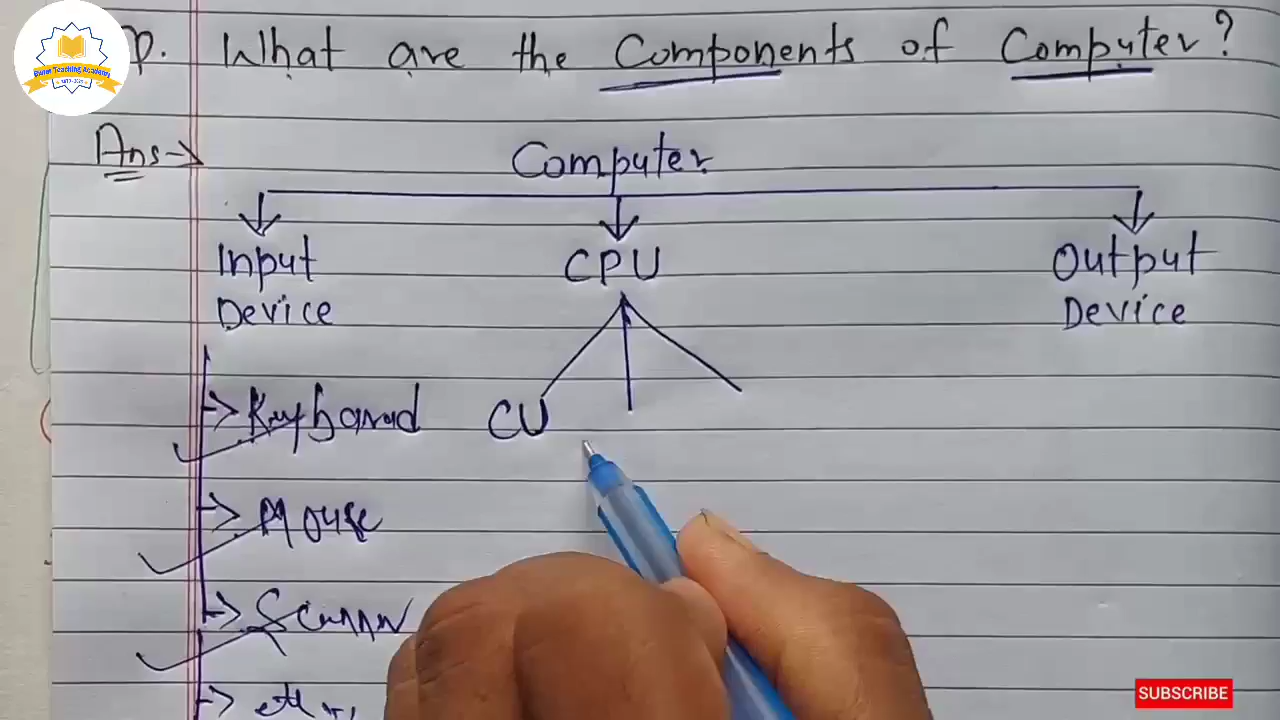 What are the Components of Computer?
Ans→
Computer
Input
Device
CPU
Output
Device
→ Keyboard
CU
→ Mouse
→ Scanner
SUBSCRIBE